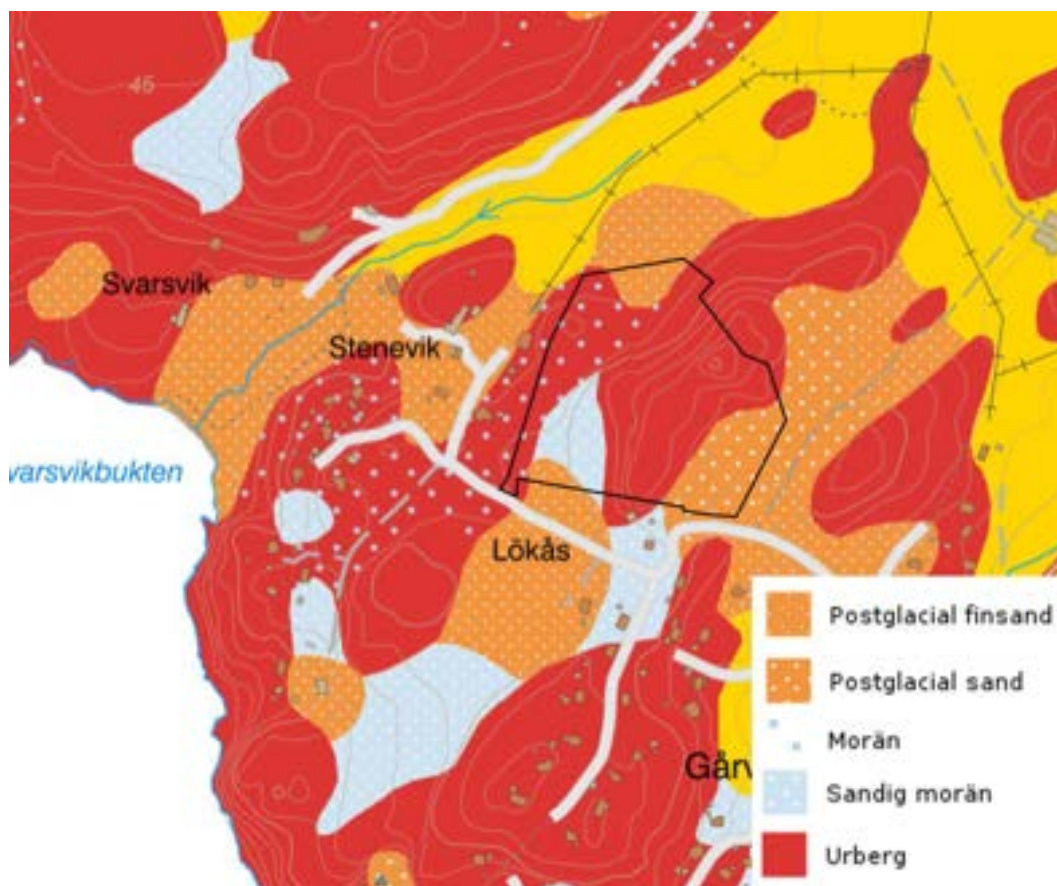 45
Svarsvik
Stenevik
varsvikbukten
Lökås
Gårv
Postglacial finsand
Postglacial sand
Morän
Sandig morän
Urberg